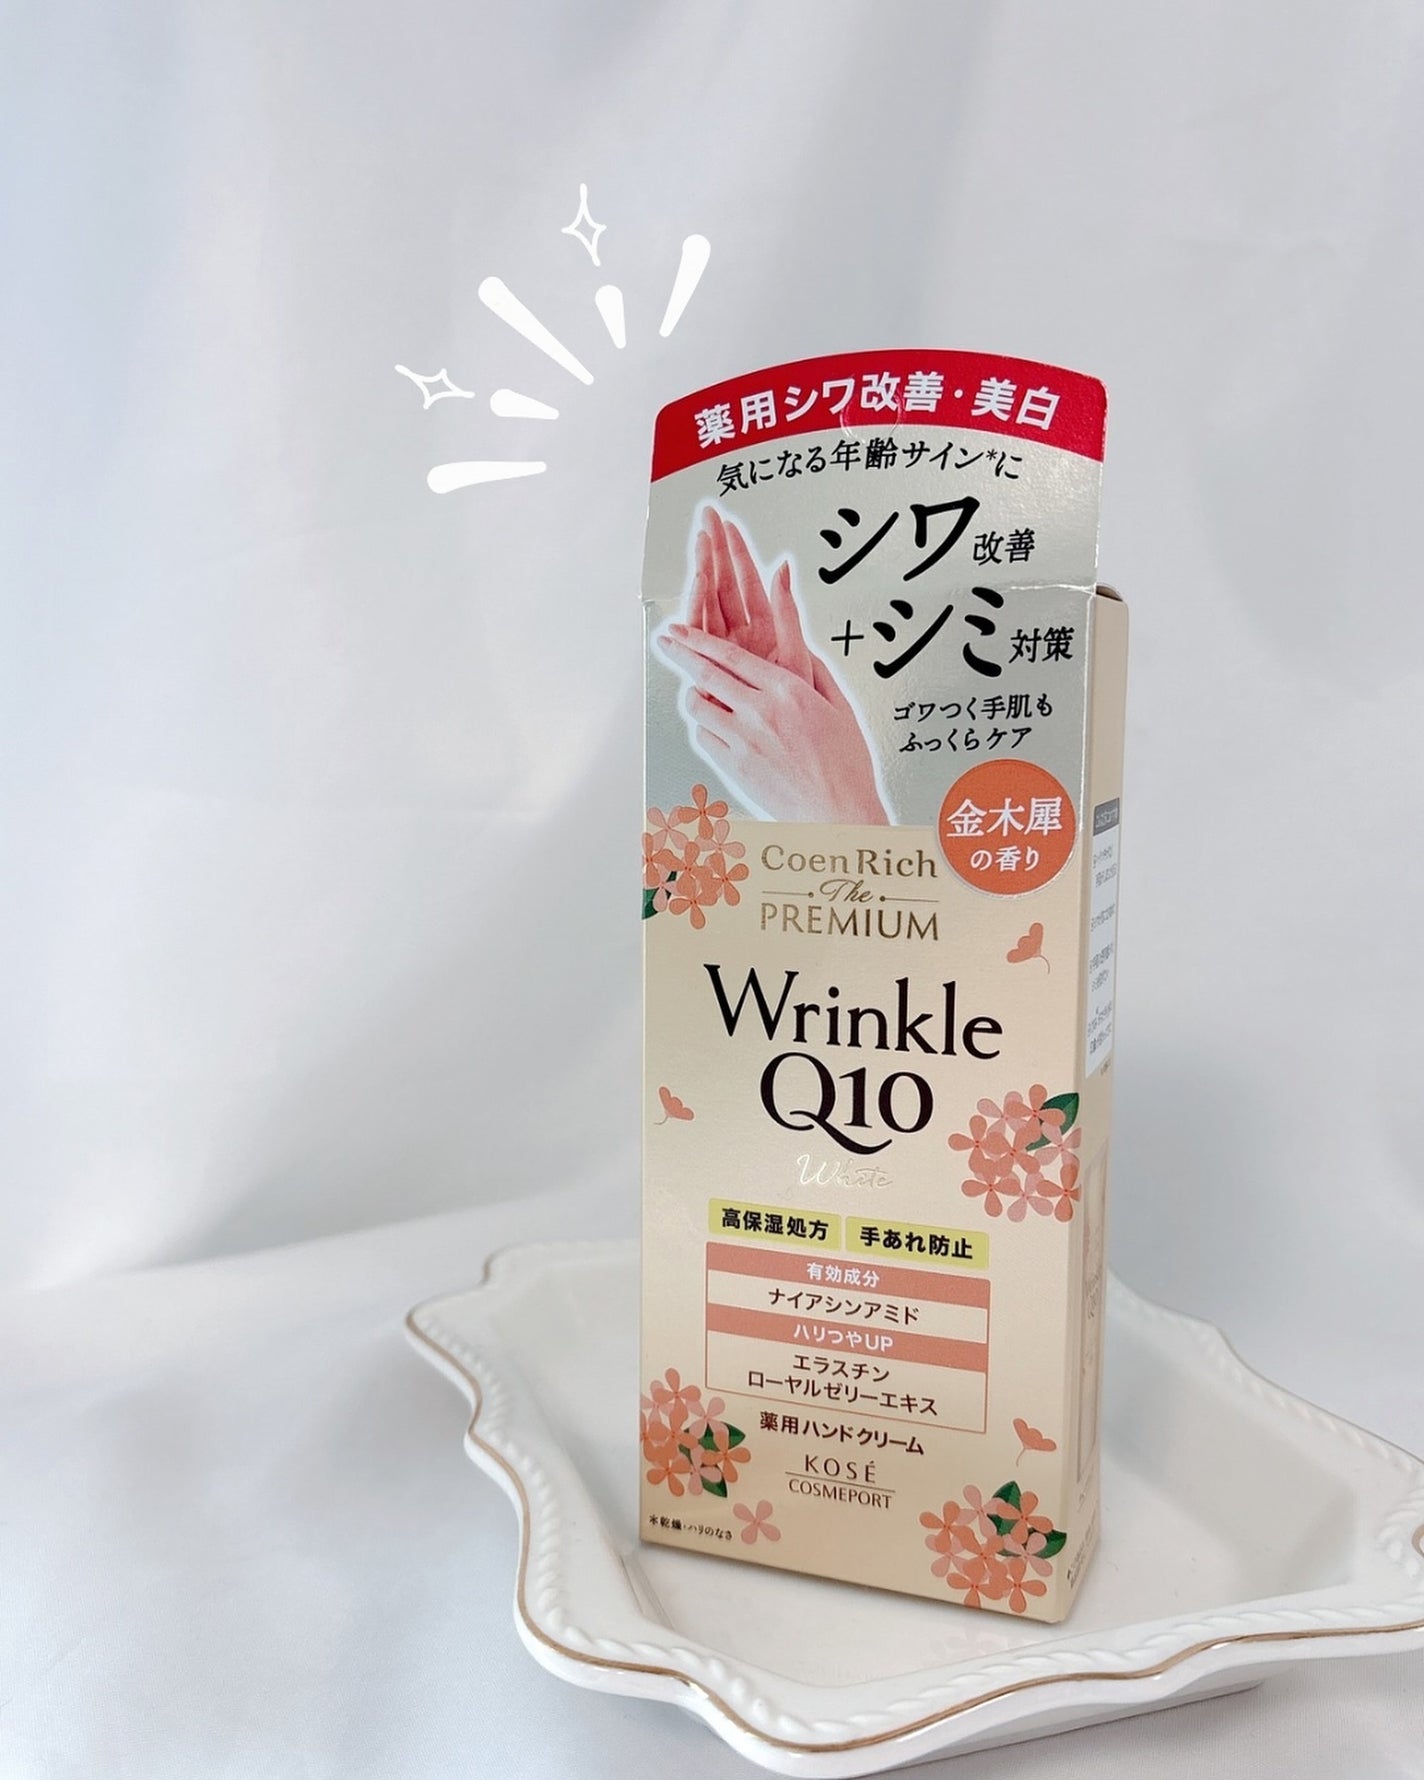 薬用シワ改善・美白
気になる年齢サイン*に
シワ改善
+シミ対策
ゴワつく手肌も
ふっくらケア
金木犀
の香り
CoenRich
The
PREMIUM
Wrinkle
Q10
White
高保湿処方 手あれ防止
有効成分
ナイアシンアミド
ハリつやUP
エラスチン
ローヤルゼリーエキス
薬用ハンドクリーム
KOSÉ
COSMEPORT
*乾燥・ハリのなさ